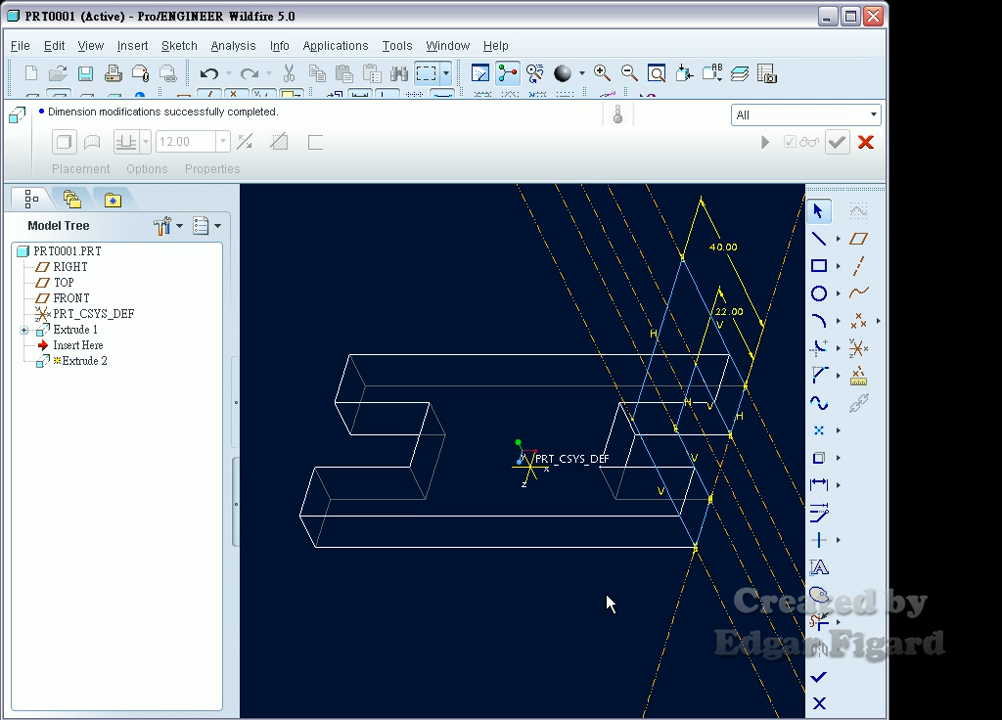 PRT0001 (Active) - Pro/ENGINEER Wildfire 5.0
File Edit View Insert Sketch Analysis Info Applications Tools Window Help
Dimension modifications successfully completed.
All
12.00
Placement Options Properties
Model Tree
PRT0001.PRT
RIGHT
TOP
FRONT
PRT_CSYS_DEF
Extrude 1
Insert Here
Extrude 2
40.00
22.00
V
H
H
V
H
V
V
PRT_CSYS_DEF
Y
X
Z
Created by
Edgar Figard